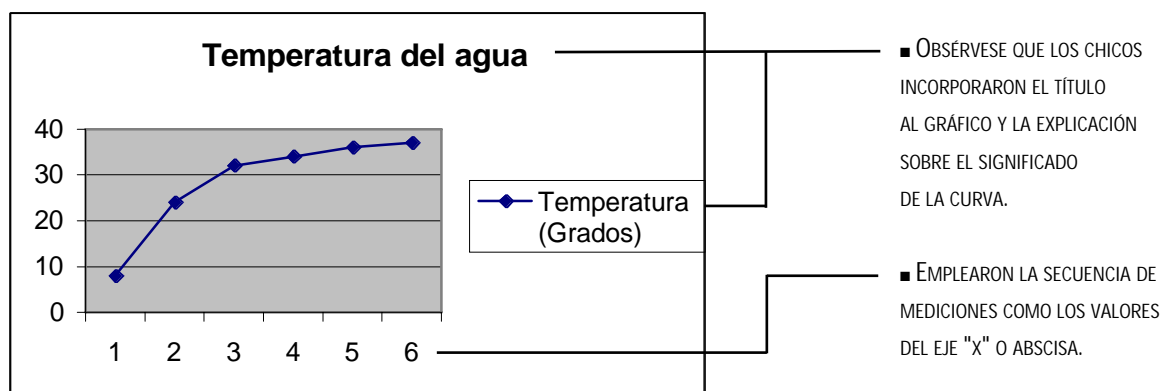 Temperatura del agua
40
30
20
10
0
1 2 3 4 5 6
Temperatura
(Grados)
■ OBSÉRVESE QUE LOS CHICOS
INCORPORARON EL TÍTULO
AL GRÁFICO Y LA EXPLICACIÓN
SOBRE EL SIGNIFICADO
DE LA CURVA.
■ EMPLEARON LA SECUENCIA DE
MEDICIONES COMO LOS VALORES
DEL EJE "X" O ABSCISA.